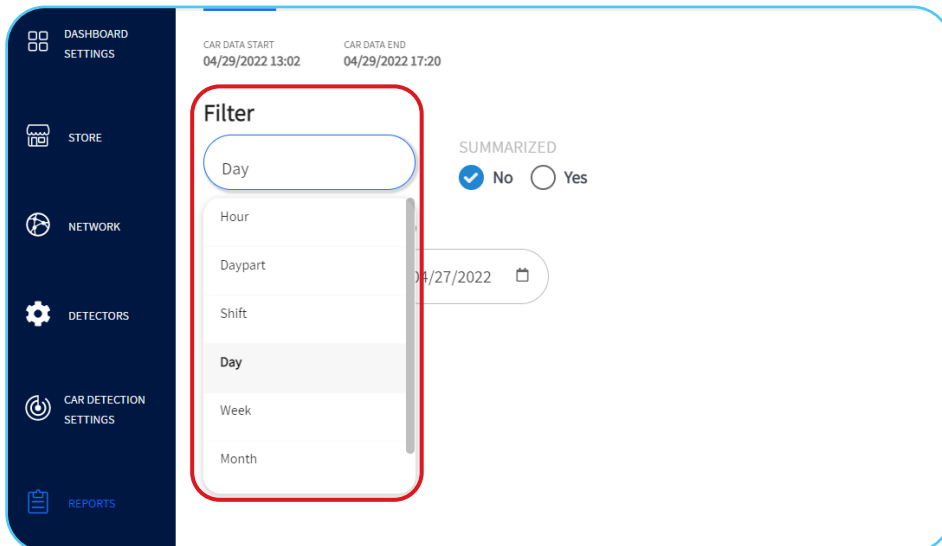 DASHBOARD
SETTINGS
STORE
NETWORK
DETECTORS
CAR DETECTION
SETTINGS
REPORTS
CAR DATA START
04/29/2022 13:02
CAR DATA END
04/29/2022 17:20
Filter
Day
Hour
Daypart
Shift
Day
Week
Month
SUMMARIZED
No
Yes
04/27/2022